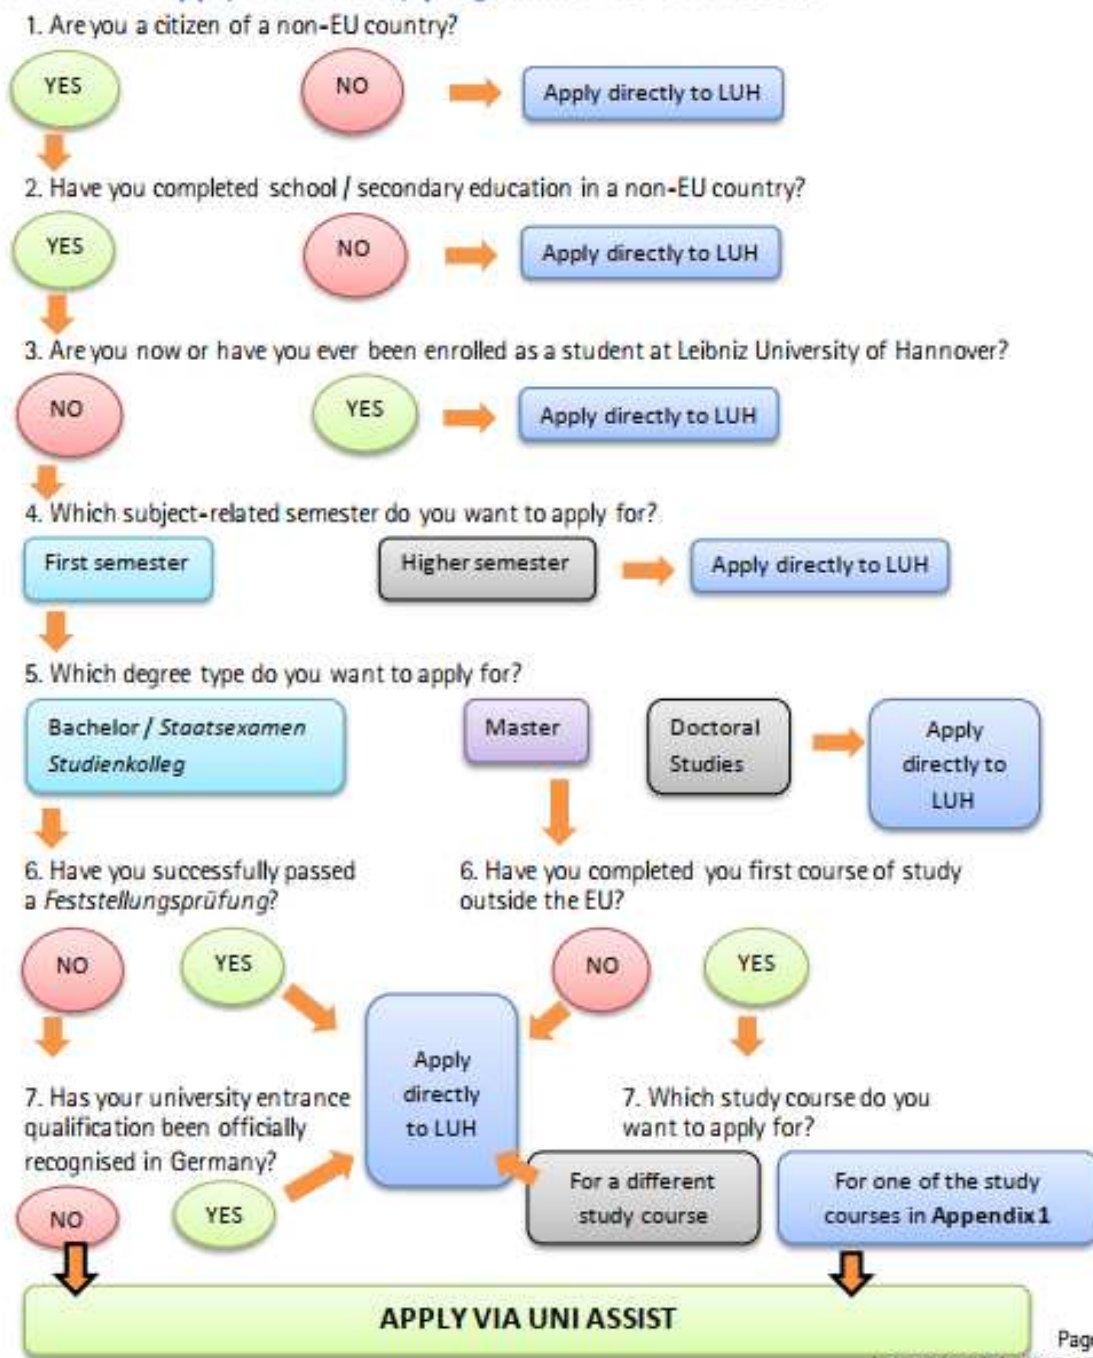 1. Are you a citizen of a non-EU country?
YES
NO
Apply directly to LUH
2. Have you completed school / secondary education in a non-EU country?
YES
NO
Apply directly to LUH
3. Are you now or have you ever been enrolled as a student at Leibniz University of Hannover?
NO
YES
Apply directly to LUH
4. Which subject-related semester do you want to apply for?
First semester
Higher semester
Apply directly to LUH
5. Which degree type do you want to apply for?
Bachelor / Staatsexamen
Studienkolleg
Master
Doctoral
Studies
Apply
directly to
LUH
6. Have you successfully passed
a Feststellungsprüfung?
6. Have you completed you first course of study
outside the EU?
NO
YES
NO
YES
Apply
directly
to LUH
7. Has your university entrance
qualification been officially
recognised in Germany?
7. Which study course do you
want to apply for?
NO
YES
For a different
study course
For one of the study
courses in Appendix1
APPLY VIA UNI ASSIST
Page